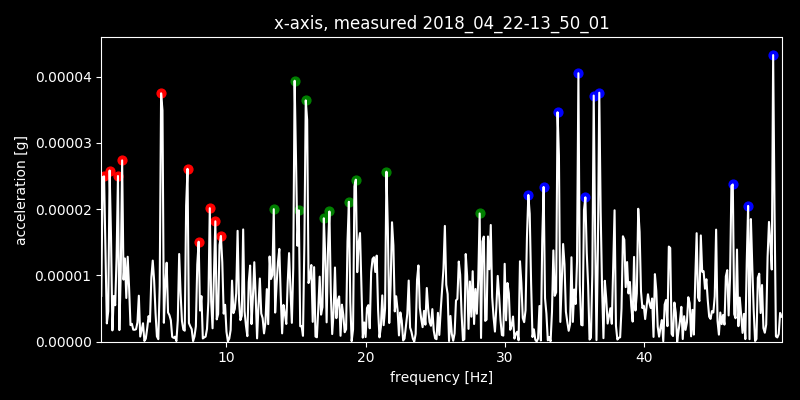 x-axis, measured 2018_04_22-13_50_01
0.00004
0.00003
0.00002
0.00001
0.00000
acceleration [g]
10 20 30 40
frequency [Hz]